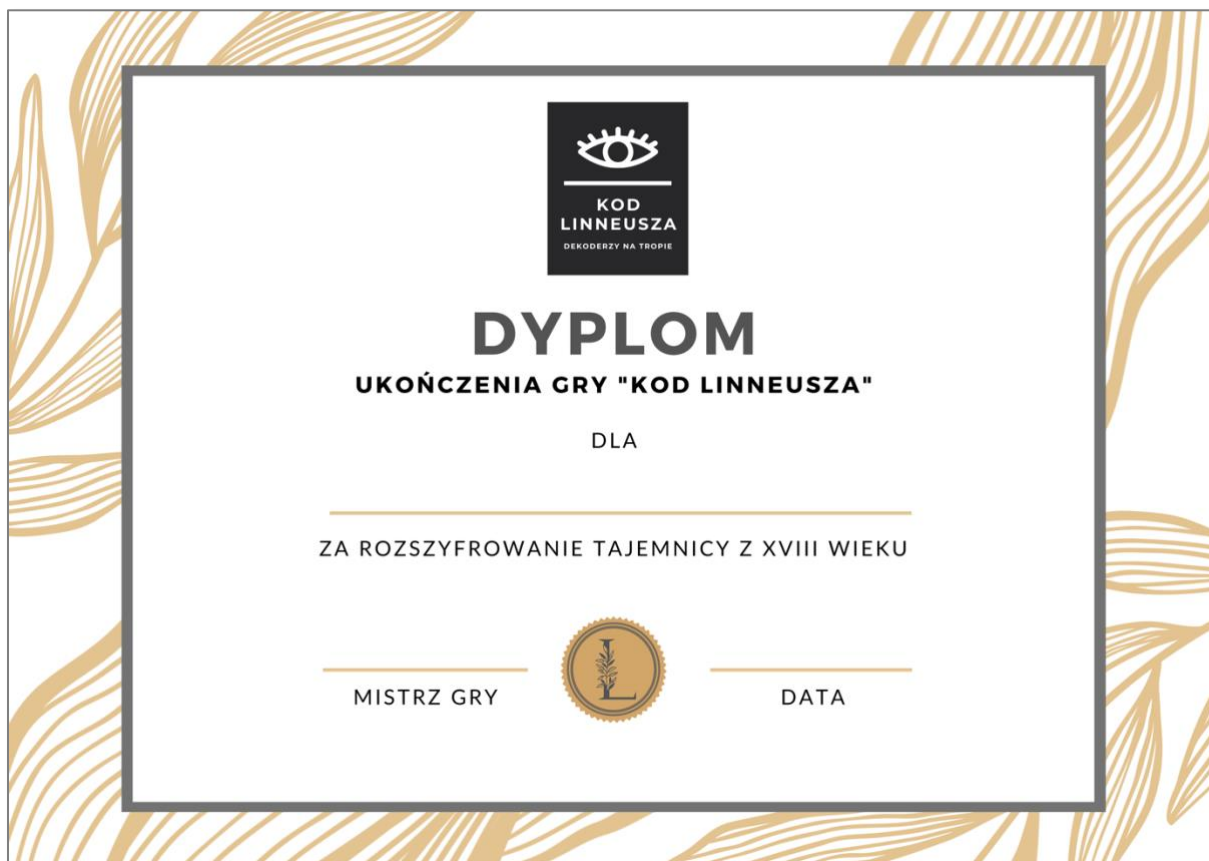 KOD
LINNEUSZA
DEKODERZY NA TROPIE
DYPLOM
UKOŃCZENIA GRY "KOD LINNEUSZA"
DLA
ZA ROZSZYFROWANIE TAJEMNICY Z XVIII WIEKU
L
MISTRZ GRY
DATA